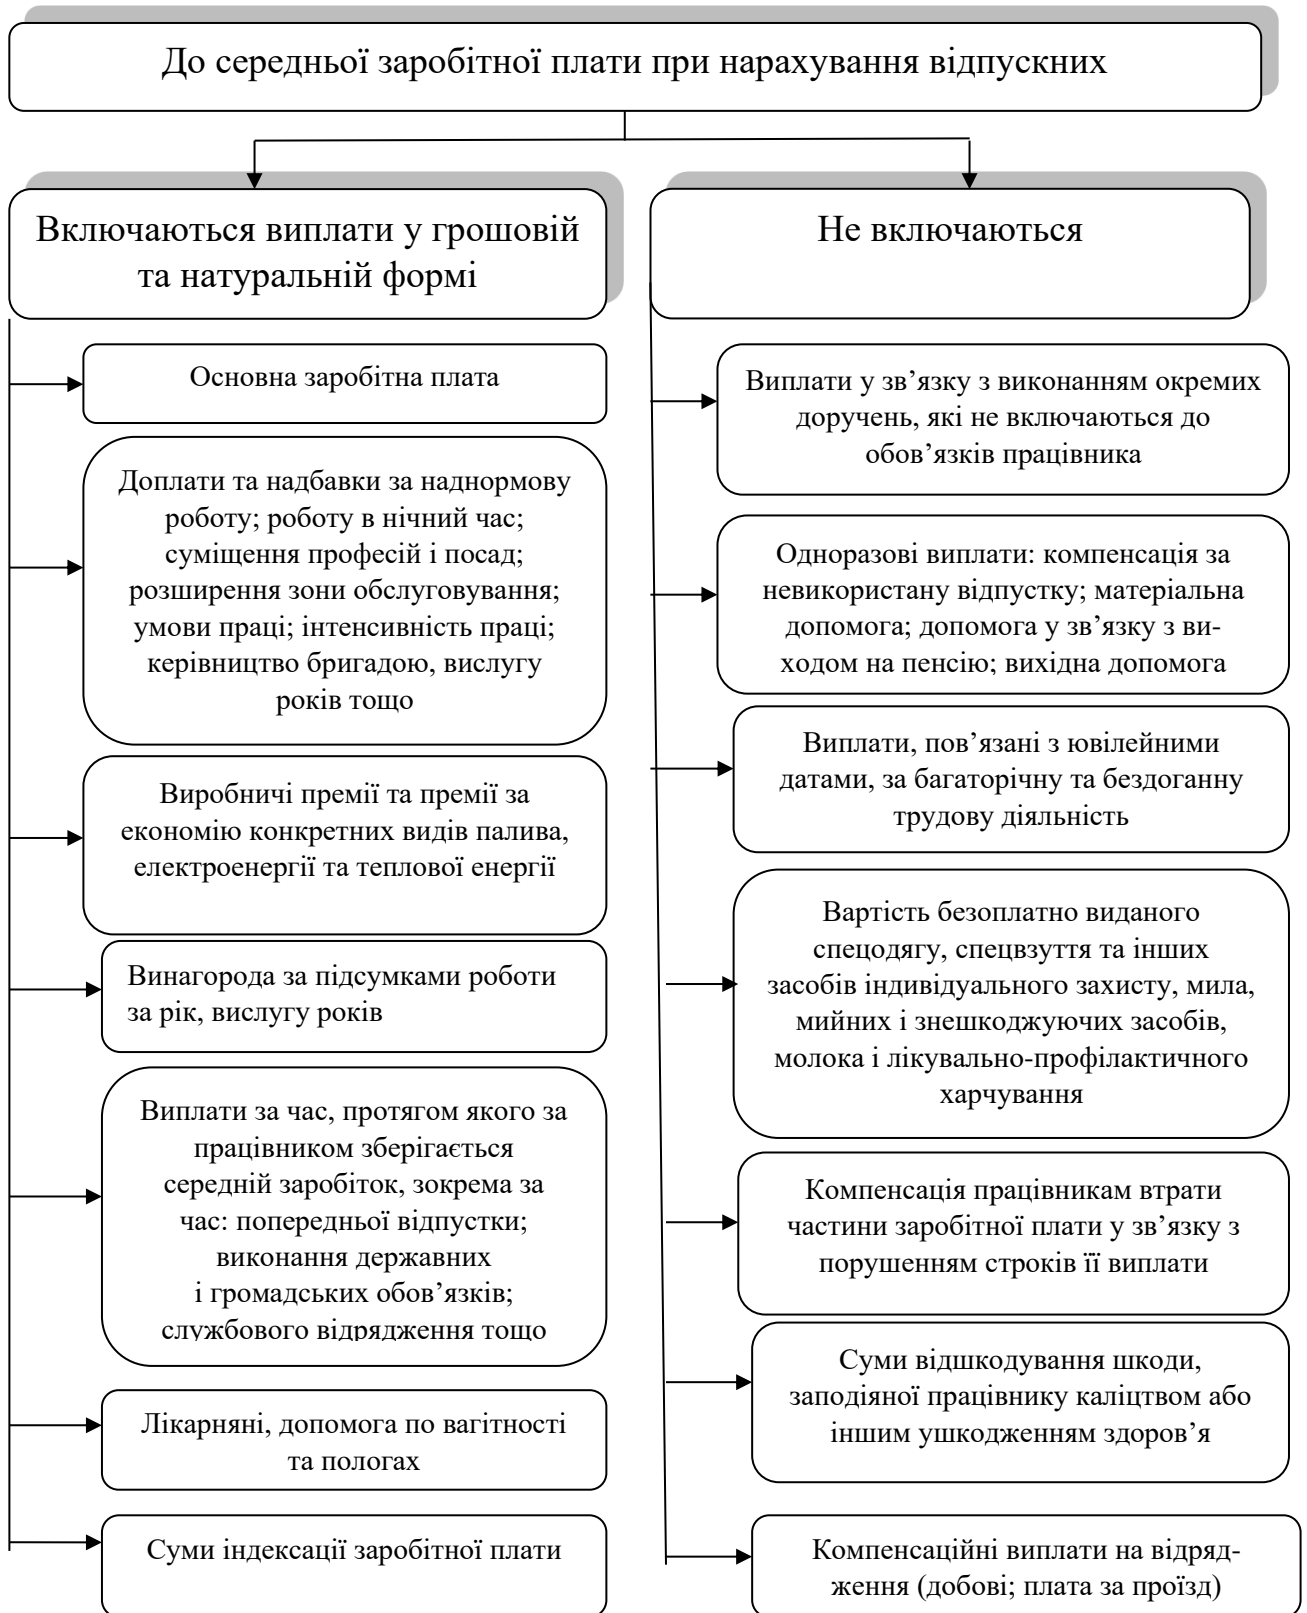 До середньої заробітної плати при нарахування відпускних
Включаються виплати у грошовій
та натуральній формі
Основна заробітна плата
Доплати та надбавки за наднормову
роботу; роботу в нічний час;
суміщення професій і посад;
розширення зони обслуговування;
умови праці; інтенсивність праці;
керівництво бригадою, вислугу
років тощо
Виробничі премії та премії за
економію конкретних видів палива,
електроенергії та теплової енергії
Винагорода за підсумками роботи
за рік, вислугу років
Виплати за час, протягом якого за
працівником зберігається
середній заробіток, зокрема за
час: попередньої відпустки;
виконання державних
і громадських обов’язків;
службового відрядження тощо
Лікарняні, допомога по вагітності
та пологах
Суми індексації заробітної плати
Не включаються
Виплати у зв’язку з виконанням окремих
доручень, які не включаються до
обов’язків працівника
Одноразові виплати: компенсація за
невикористану відпустку; матеріальна
допомога; допомога у зв’язку з ви-
ходом на пенсію; вихідна допомога
Виплати, пов’язані з ювілейними
датами, за багаторічну та бездоганну
трудову діяльність
Вартість безоплатно виданого
спецодягу, спецвзуття та інших
засобів індивідуального захисту, мила,
мийних і знешкоджуючих засобів,
молока і лікувально-профілактичного
харчування
Компенсація працівникам втрати
частини заробітної плати у зв’язку з
порушенням строків її виплати
Суми відшкодування шкоди,
заподіяної працівнику каліцтвом або
іншим ушкодженням здоров’я
Компенсаційні виплати на відряд-
ження (добові; плата за проїзд)